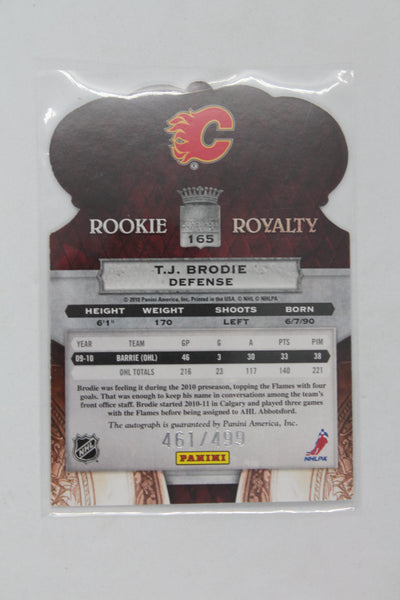 C
ROOKIE ROYALTY
165
T.J. BRODIE
DEFENSE
© 2010 Panini America, Inc. Printed in the USA. © NHL © NHLPA
HEIGHT WEIGHT SHOOTS BORN
6'1" 170 LEFT 6/7/90
YEAR TEAM GP G A PTS PIM
09-10 BARRIE (OHL) 46 3 30 33 38
OHL TOTALS 216 23 117 140 221
Brodie was feeling it during the 2010 preseason, topping the Flames with four
goals. That was enough to keep his name in conversations among the team's
front office staff. Brodie started 2010-11 in Calgary and played three games
with the Flames before being assigned to AHL Abbotsford.
The autograph is guaranteed by Panini America, Inc.
461/499
NHL PANINI NHLPA